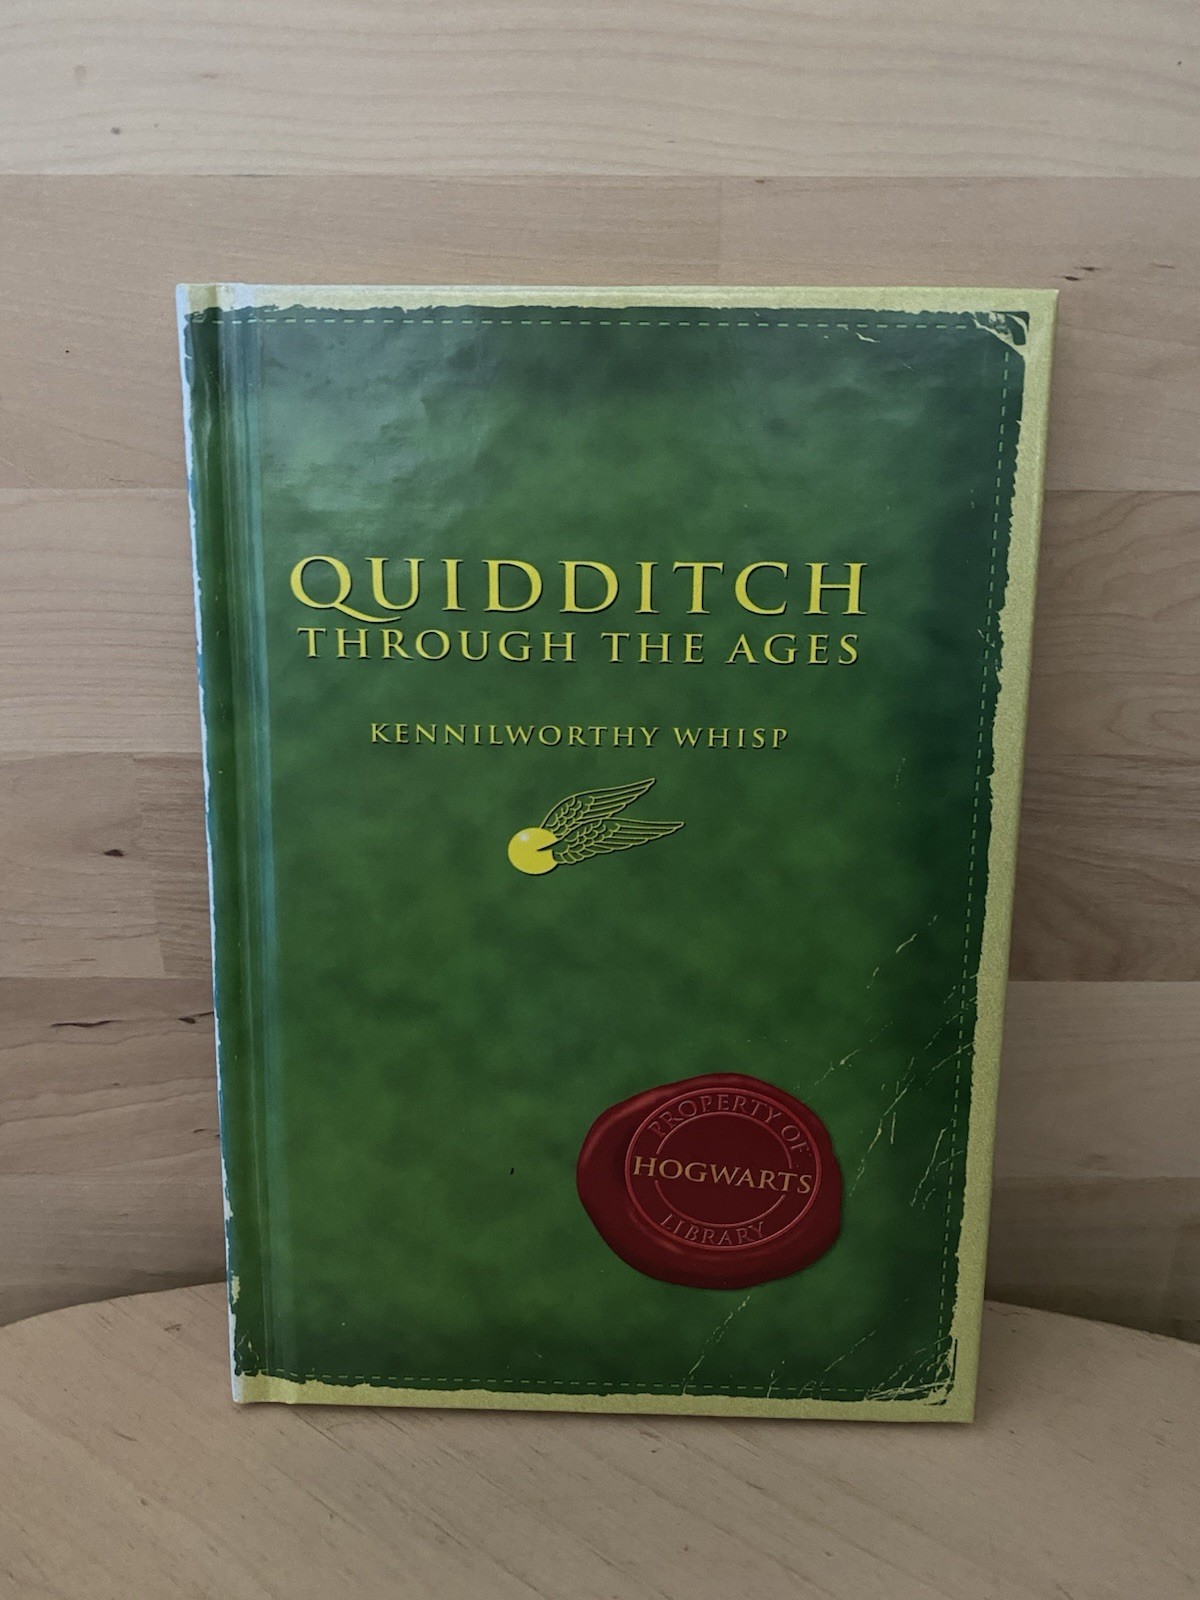 QUIDDITCH
THROUGH THE AGES
KENNILWORTHY WHISP
PROPERTY OF
HOGWARTS
LIBRARY